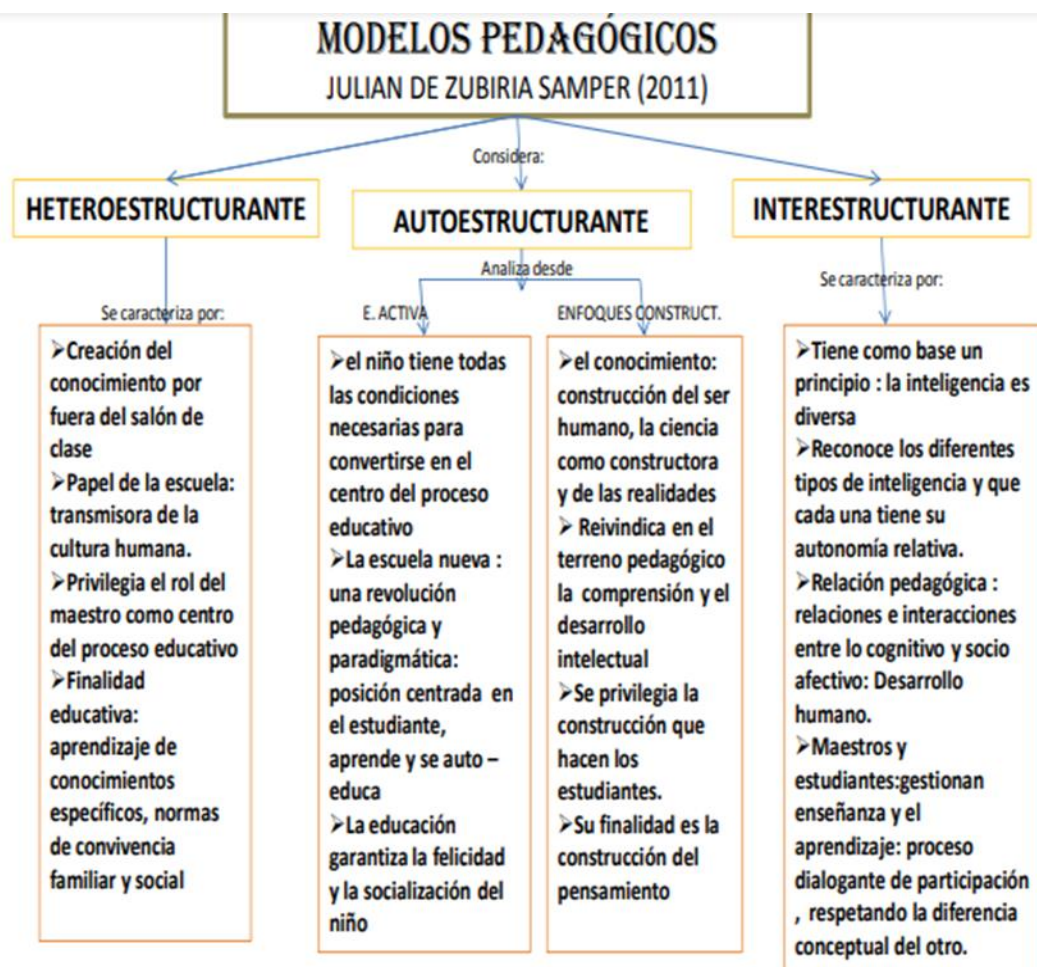 MODELOS PEDAGÓGICOS
JULIAN DE ZUBIRIA SAMPER (2011)
Considera:
HETEROESTRUCTURANTE
AUTOESTRUCTURANTE
INTERESTRUCTURANTE
Se caracteriza por:
Analiza desde
E. ACTIVA
ENFOQUES CONSTRUCT.
Se caracteriza por:
➢Creación del
conocimiento por
fuera del salón de
clase
➢Papel de la escuela:
transmisora de la
cultura humana.
➢Privilegia el rol del
maestro como centro
del proceso educativo
➢Finalidad
educativa:
aprendizaje de
conocimientos
específicos, normas
de convivencia
familiar y social
➢el niño tiene todas
las condiciones
necesarias para
convertirse en el
centro del proceso
educativo
➢La escuela nueva :
una revolución
pedagógica y
paradigmática:
posición centrada en
el estudiante,
aprende y se auto –
educa
➢La educación
garantiza la felicidad
y la socialización del
niño
➢el conocimiento:
construcción del ser
humano, la ciencia
como constructora
y de las realidades
➢ Reivindica en el
terreno pedagógico
la comprensión y el
desarrollo
intelectual
➢Se privilegia la
construcción que
hacen los
estudiantes.
➢Su finalidad es la
construcción del
pensamiento
➢Tiene como base un
principio : la inteligencia es
diversa
➢Reconoce los diferentes
tipos de inteligencia y que
cada una tiene su
autonomía relativa.
➢Relación pedagógica :
relaciones e interacciones
entre lo cognitivo y socio
afectivo: Desarrollo
humano.
➢Maestros y
estudiantes:gestionan
enseñanza y el
aprendizaje: proceso
dialogante de participación
, respetando la diferencia
conceptual del otro.